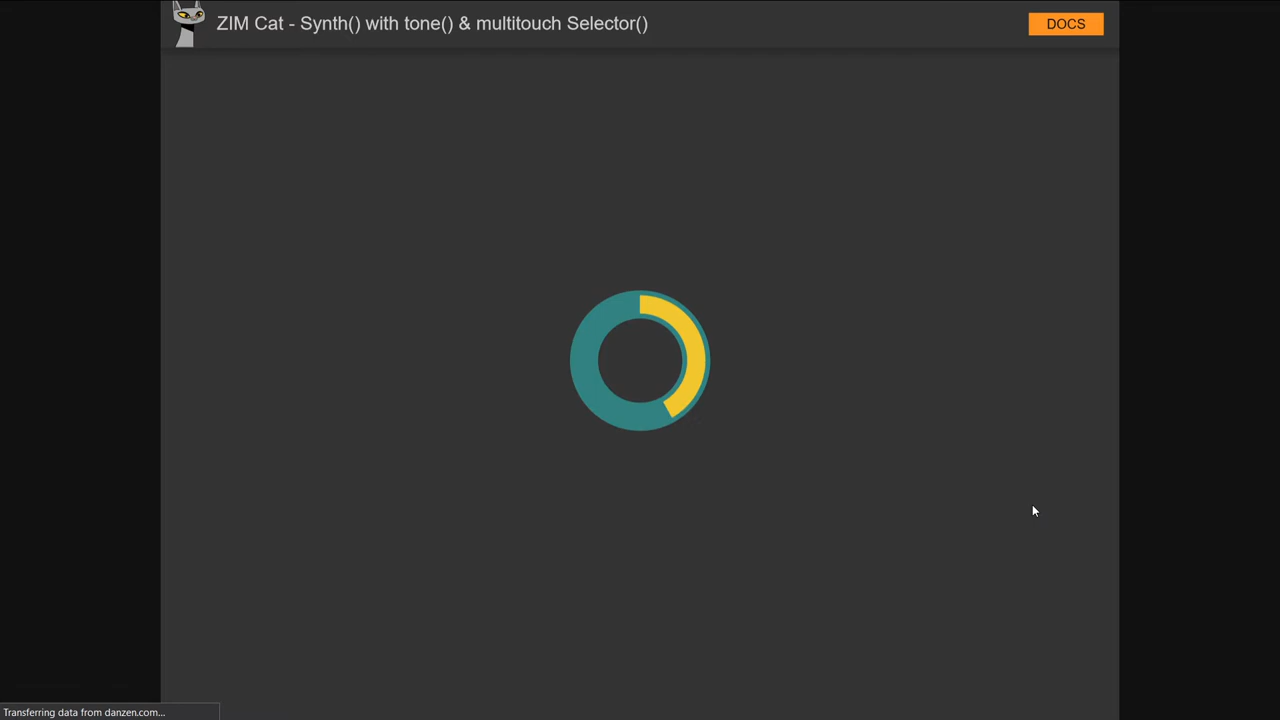 ZIM Cat - Synth() with tone() & multitouch Selector()
DOCS
Transferring data from danzen.com...